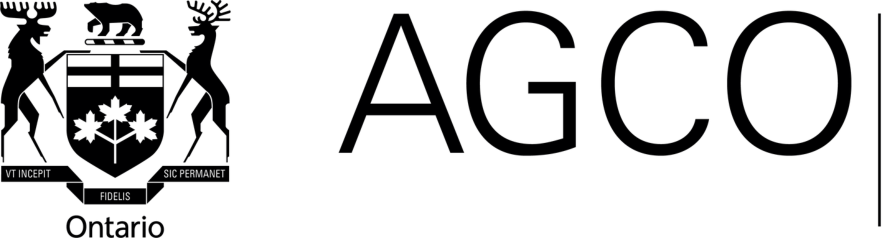 AGCO
VT INCEPIT FIDELIS SIC PERMANET
Ontario